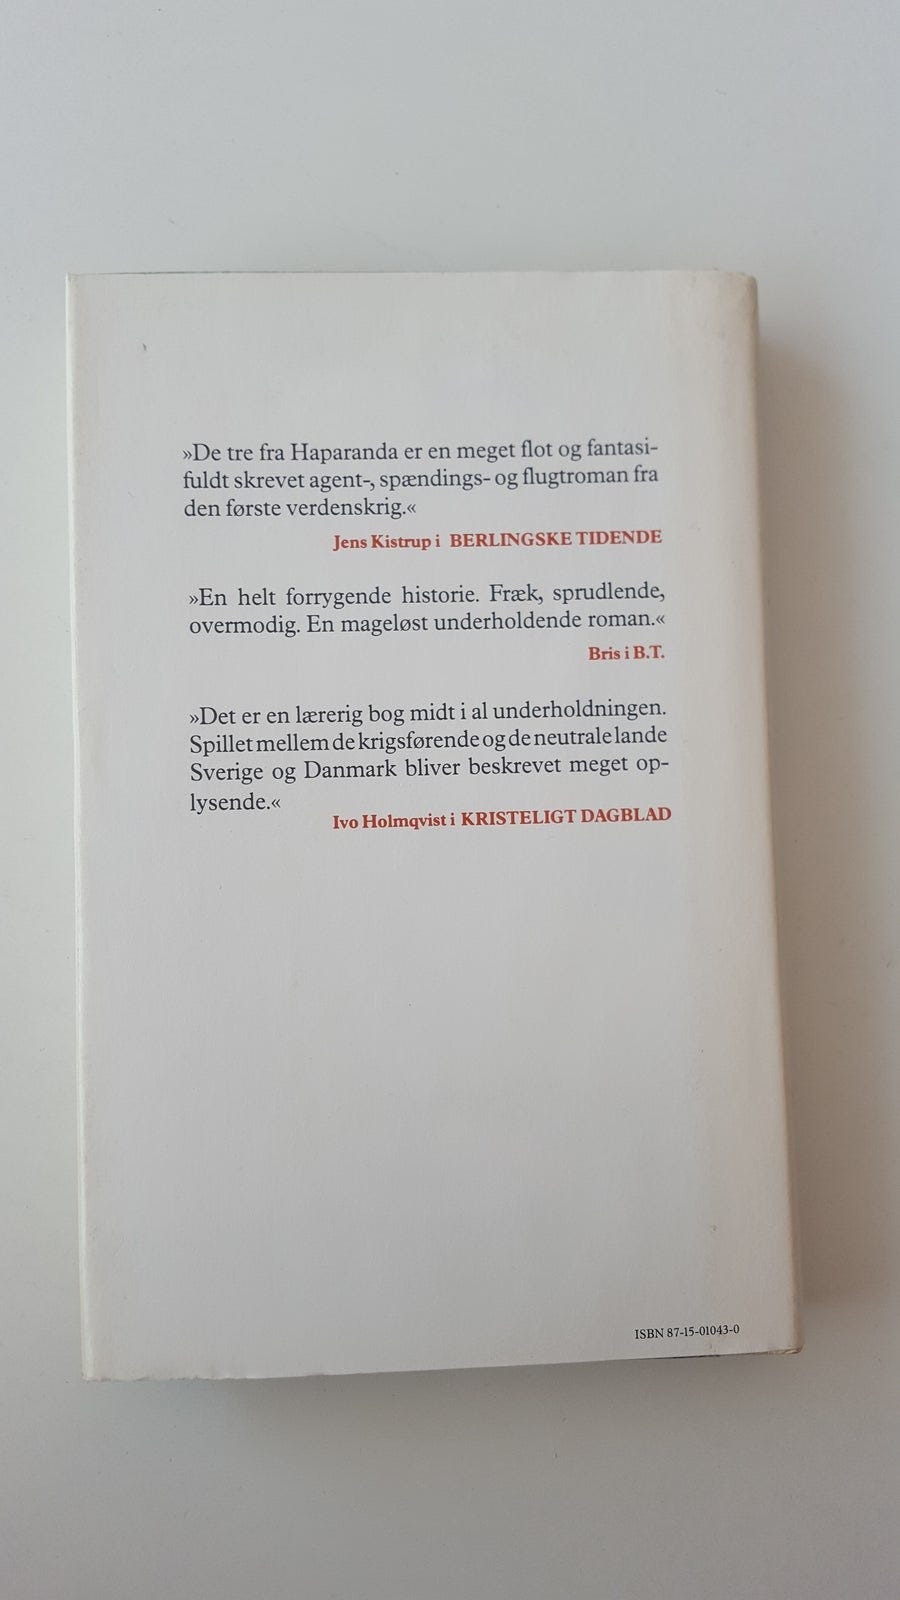 »De tre fra Haparanda er en meget flot og fantasi-
fuldt skrevet agent-, spændings- og flugtroman fra
den første verdenskrig.«
Jens Kistrup i BERLINGSKE TIDENDE
»En helt forrygende historie. Fræk, sprudlende,
overmodig. En mageløst underholdende roman.«
Bris i B.T.
»Det er en lærerig bog midt i al underholdningen.
Spillet mellem de krigsførende og de neutrale lande
Sverige og Danmark bliver beskrevet meget op-
lysende.«
Ivo Holmqvist i KRISTELIGT DAGBLAD
ISBN 87-15-01043-0